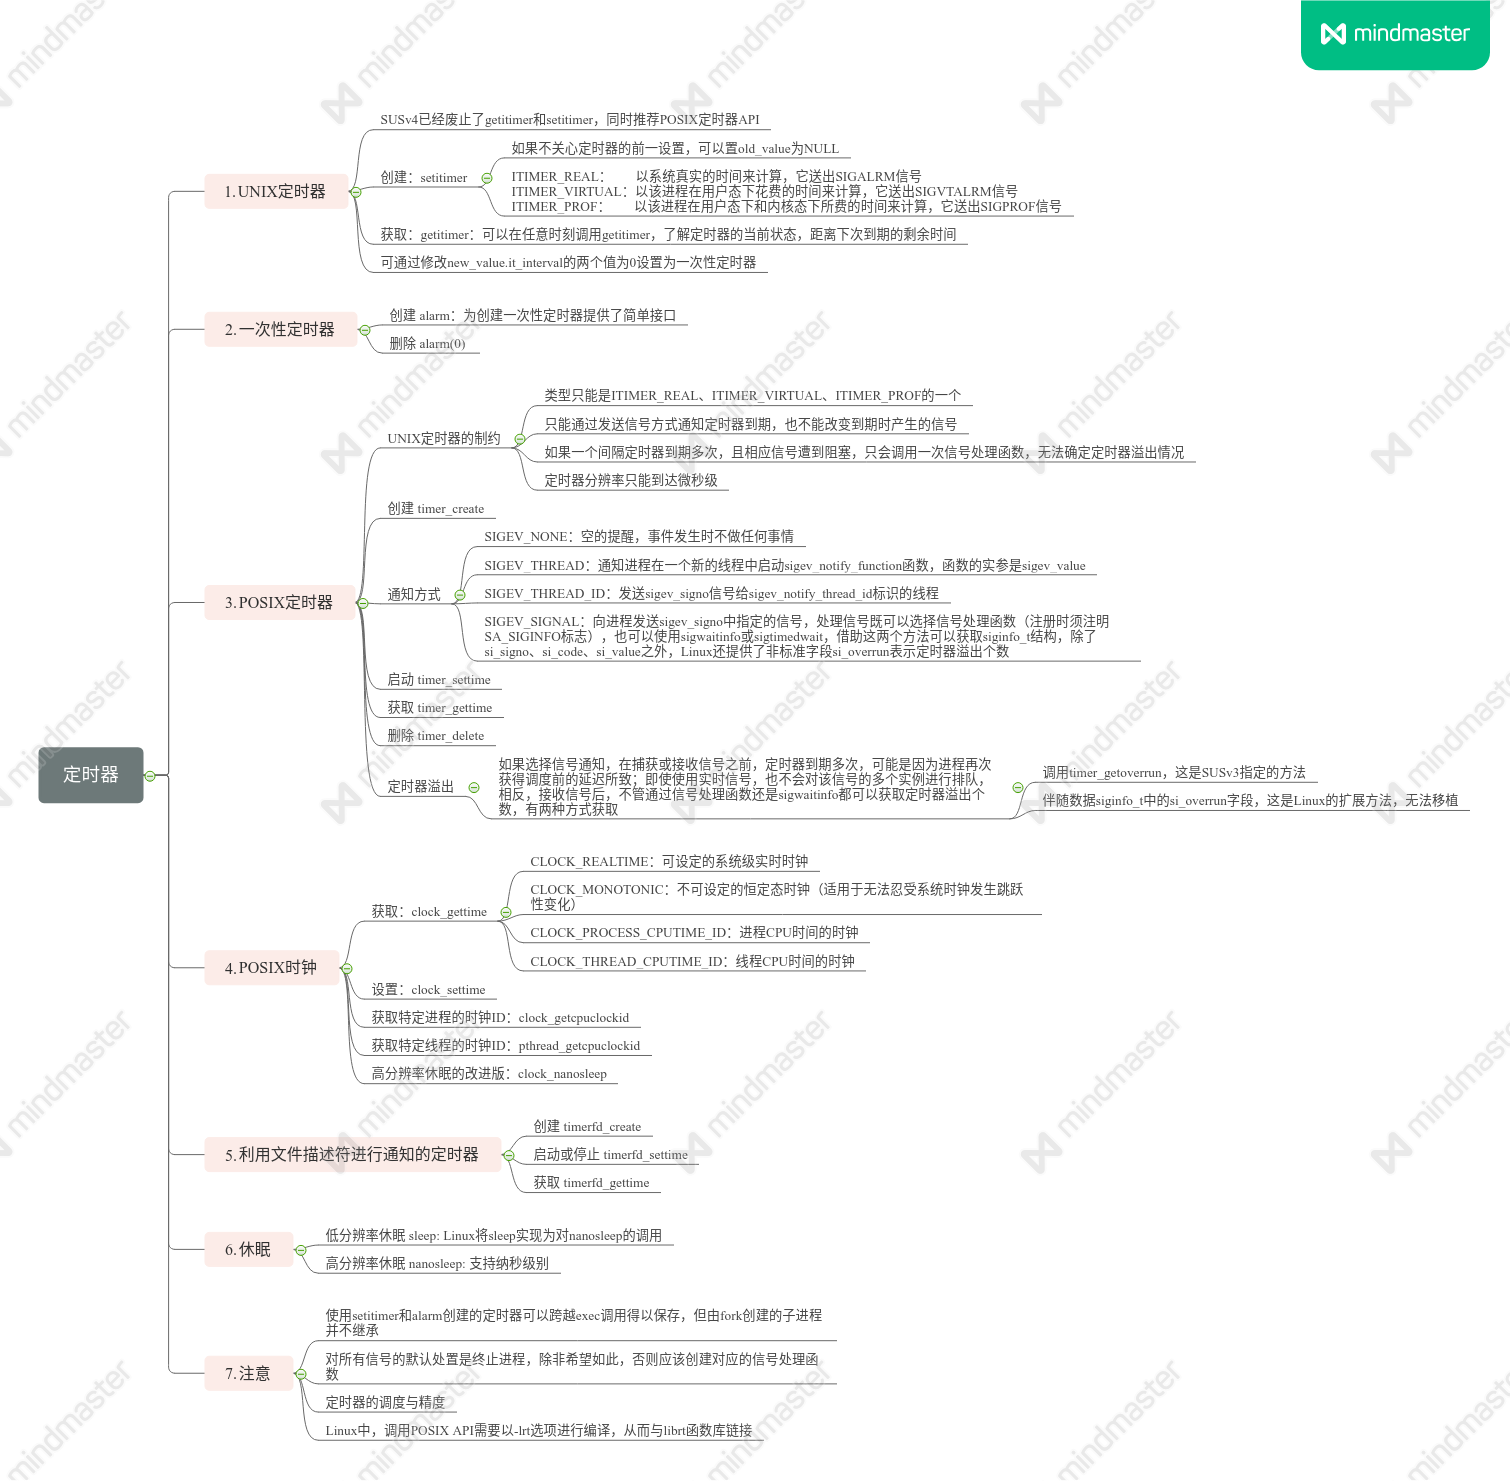 mindmaster
定时器
1.UNIX定时器
SUSv4已经废止了getitimer和setitimer，同时推荐POSIX定时器API
创建：setitimer
如果不关心定时器的前一设置，可以置old_value为NULL
ITIMER_REAL： 以系统真实的时间来计算，它送出SIGALRM信号
ITIMER_VIRTUAL：以该进程在用户态下花费的时间来计算，它送出SIGVTALRM信号
ITIMER_PROF： 以该进程在用户态下和内核态下所费的时间来计算，它送出SIGPROF信号
获取：getitimer：可以在任意时刻调用getitimer，了解定时器的当前状态，距离下次到期的剩余时间
可通过修改new_value.it_interval的两个值为0设置为一次性定时器
2.一次性定时器
创建 alarm：为创建一次性定时器提供了简单接口
删除 alarm(0)
3.POSIX定时器
UNIX定时器的制约
类型只能是ITIMER_REAL、ITIMER_VIRTUAL、ITIMER_PROF的一个
只能通过发送信号方式通知定时器到期，也不能改变到期时产生的信号
如果一个间隔定时器到期多次，且相应信号遭到阻塞，只会调用一次信号处理函数，无法确定定时器溢出情况
定时器分辨率只能到达微秒级
创建 timer_create
通知方式
SIGEV_NONE：空的提醒，事件发生时不做任何事情
SIGEV_THREAD：通知进程在一个新的线程中启动sigev_notify_function函数，函数的实参是sigev_value
SIGEV_THREAD_ID：发送sigev_signo信号给sigev_notify_thread_id标识的线程
SIGEV_SIGNAL：向进程发送sigev_signo中指定的信号，处理信号既可以选择信号处理函数（注册时须注明
SA_SIGINFO标志），也可以使用sigwaitinfo或sigtimedwait，借助这两个方法可以获取siginfo_t结构，除了
si_signo、si_code、si_value之外，Linux还提供了非标准字段si_overrun表示定时器溢出个数
启动 timer_settime
获取 timer_gettime
删除 timer_delete
定时器溢出
如果选择信号通知，在捕获或接收信号之前，定时器到期多次，可能是因为进程再次
获得调度前的延迟所致；即使使用实时信号，也不会对该信号的多个实例进行排队，
相反，接收信号后，不管通过信号处理函数还是sigwaitinfo都可以获取定时器溢出个
数，有两种方式获取
调用timer_getoverrun，这是SUSv3指定的方法
伴随数据siginfo_t中的si_overrun字段，这是Linux的扩展方法，无法移植
4.POSIX时钟
获取：clock_gettime
CLOCK_REALTIME：可设定的系统级实时时钟
CLOCK_MONOTONIC：不可设定的恒定态时钟（适用于无法忍受系统时钟发生跳跃
性变化）
CLOCK_PROCESS_CPUTIME_ID：进程CPU时间的时钟
CLOCK_THREAD_CPUTIME_ID：线程CPU时间的时钟
设置：clock_settime
获取特定进程的时钟ID：clock_getcpuclockid
获取特定线程的时钟ID：pthread_getcpuclockid
高分辨率休眠的改进版：clock_nanosleep
5.利用文件描述符进行通知的定时器
创建 timerfd_create
启动或停止 timerfd_settime
获取 timerfd_gettime
6.休眠
低分辨率休眠 sleep: Linux将sleep实现为对nanosleep的调用
高分辨率休眠 nanosleep: 支持纳秒级别
7.注意
使用setitimer和alarm创建的定时器可以跨越exec调用得以保存，但由fork创建的子进程
并不继承
对所有信号的默认处置是终止进程，除非希望如此，否则应该创建对应的信号处理函
数
定时器的调度与精度
Linux中，调用POSIX API需要以-lrt选项进行编译，从而与librt函数库链接